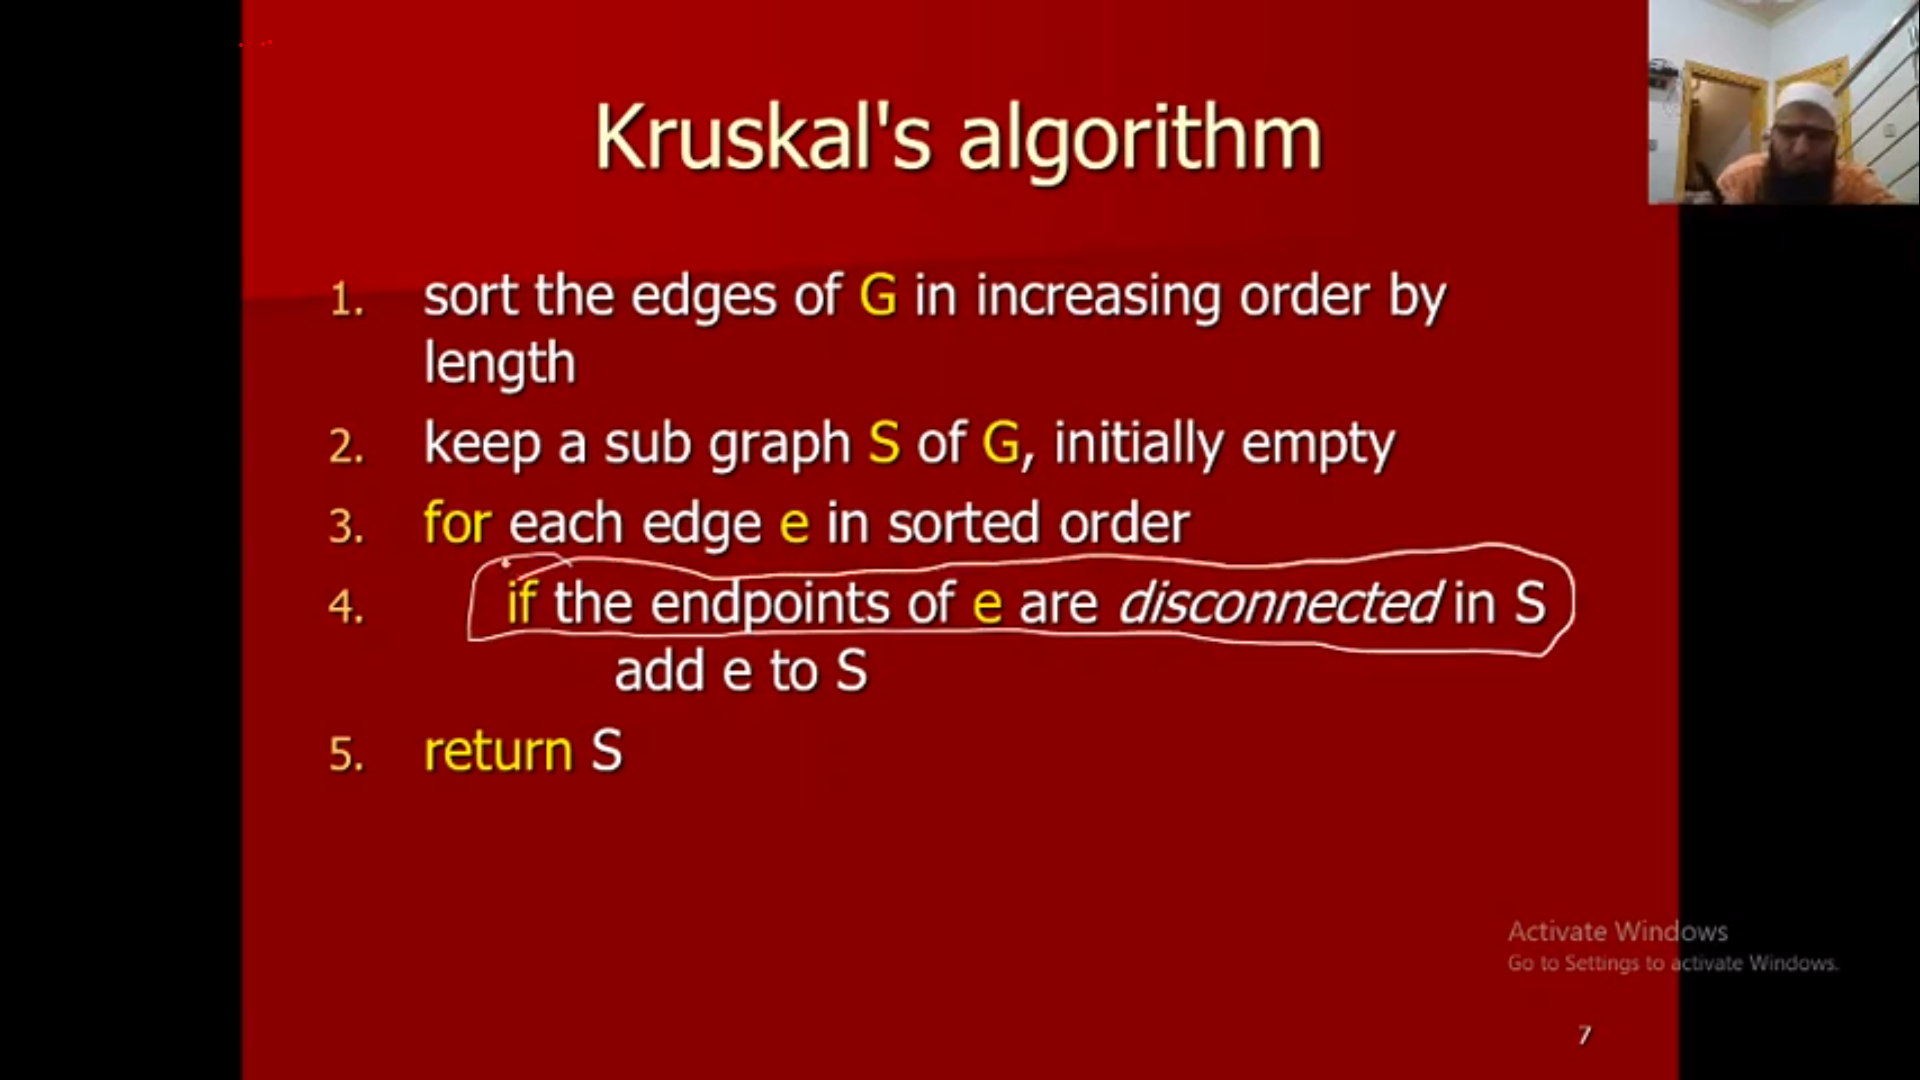 Kruskal's algorithm
1. sort the edges of G in increasing order by
length
2. keep a sub graph S of G, initially empty
3. for each edge e in sorted order
4. if the endpoints of e are disconnected in S
add e to S
5. return S
Activate Windows
Go to Settings to activate Windows.
7